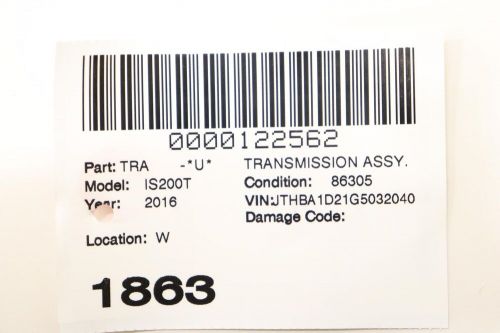 0000122562
Part: TRA -*U* TRANSMISSION ASSY.
Model: IS200T Condition: 86305
Year: 2016 VIN:JTHBA1D21G5032040
Damage Code:
Location: W
1863